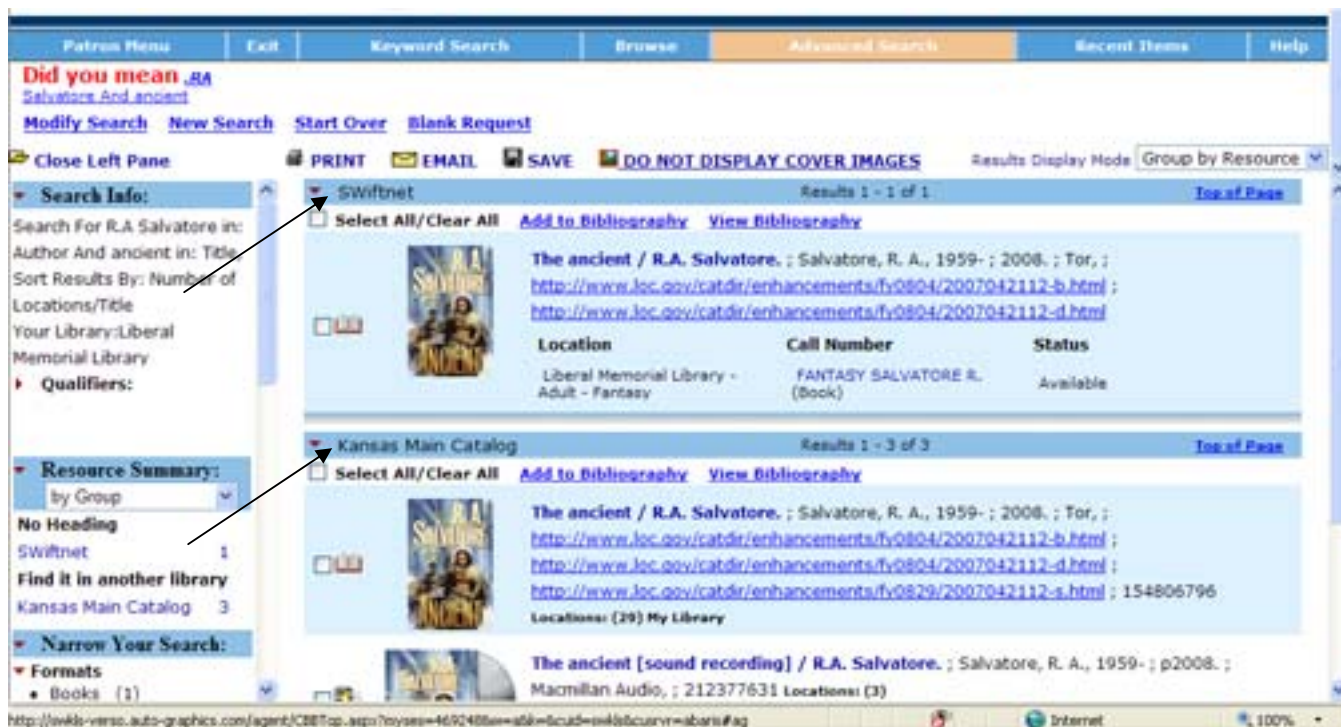 Patron Menu Exit Keyword Search Browse Advanced Search Recent Items Help
Did you mean .RA
Salvatore And ancient
Modify Search New Search Start Over Blank Request
Close Left Pane PRINT EMAIL SAVE DO NOT DISPLAY COVER IMAGES Results Display Mode Group by Resource
Search Info:
Search For R.A Salvatore in:
Author And ancient in: Title,
Sort Results By: Number of
Locations/Title
Your Library:Liberal
Memorial Library
Qualifiers:
Resource Summary:
by Group
No Heading
SWiftnet 1
Find it in another library
Kansas Main Catalog 3
Narrow Your Search:
Formats
• Books (1)
SWiftnet Results 1 - 1 of 1 Top of Page
Select All/Clear All Add to Bibliography View Bibliography
R.A.
SALVATORE
ANCIENT
The ancient / R.A. Salvatore. ; Salvatore, R. A., 1959- ; 2008. ; Tor, ;
http://www.loc.gov/catdir/enhancements/fy0804/2007042112-b.html ;
http://www.loc.gov/catdir/enhancements/fy0804/2007042112-d.html
Location Call Number Status
Liberal Memorial Library - FANTASY SALVATORE R. Available
Adult - Fantasy (Book)
Kansas Main Catalog Results 1 - 3 of 3 Top of Page
Select All/Clear All Add to Bibliography View Bibliography
R.A.
SALVATORE
ANCIENT
The ancient / R.A. Salvatore. ; Salvatore, R. A., 1959- ; 2008. ; Tor, ;
http://www.loc.gov/catdir/enhancements/fy0804/2007042112-b.html ;
http://www.loc.gov/catdir/enhancements/fy0804/2007042112-d.html ;
http://www.loc.gov/catdir/enhancements/fy0829/2007042112-s.html ; 154806796
Locations: (29) My Library
R.A.
The ancient [sound recording] / R.A. Salvatore. ; Salvatore, R. A., 1959- ; p2008. ;
Macmillan Audio, ; 212377631 Locations: (3)
Internet 100%